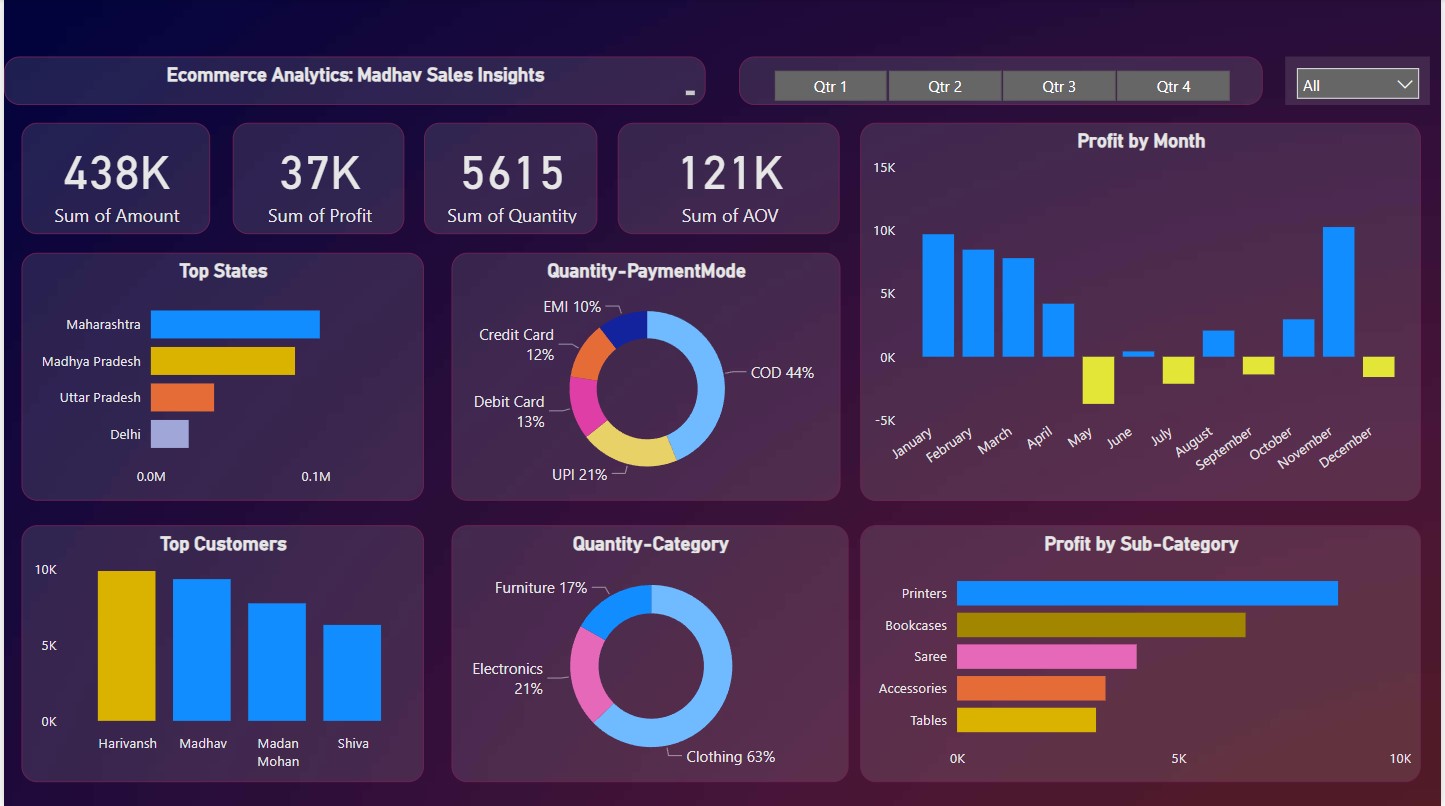 Ecommerce Analytics: Madhav Sales Insights
Qtr 1
Qtr 2
Qtr 3
Qtr 4
All
438K
Sum of Amount
37K
Sum of Profit
5615
Sum of Quantity
121K
Sum of AOV
Profit by Month
15K
10K
5K
0K
-5K
January
February
March
April
May
June
July
August
September
October
November
December
Top States
Maharashtra
Madhya Pradesh
Uttar Pradesh
Delhi
0.0M
0.1M
Quantity-PaymentMode
EMI 10%
Credit Card
12%
Debit Card
13%
UPI 21%
COD 44%
Top Customers
10K
5K
0K
Harivansh
Madhav
Madan
Mohan
Shiva
Quantity-Category
Furniture 17%
Electronics
21%
Clothing 63%
Profit by Sub-Category
Printers
Bookcases
Saree
Accessories
Tables
0K
5K
10K